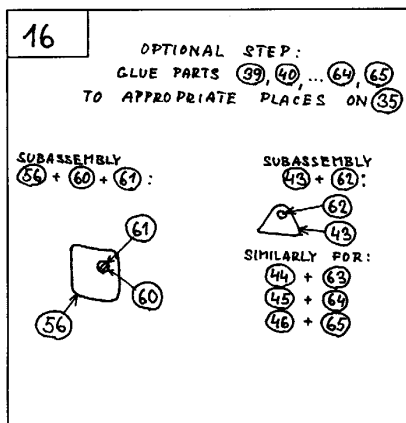 16
OPTIONAL STEP:
GLUE PARTS 39, 40, ... 64, 65
TO APPROPRIATE PLACES ON 35
SUBASSEMBLY
56 + 60 + 61:
61
60
56
SUBASSEMBLY
43 + 62:
62
43
SIMILARLY FOR:
44 + 63
45 + 64
46 + 65